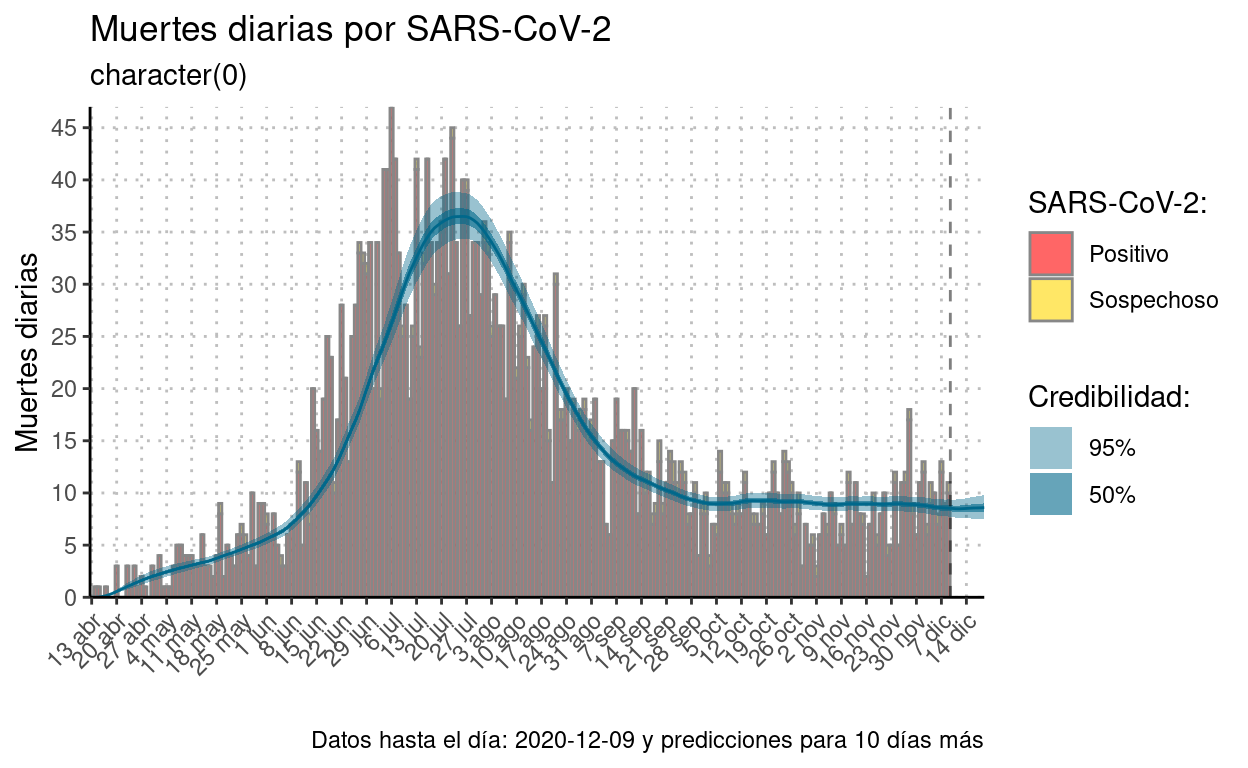 Muertes diarias por SARS-CoV-2
character(0)
Muertes diarias
45
40
35
30
25
20
15
10
5
0
13 abr
20 abr
27 abr
4 may
11 may
18 may
25 may
1 jun
8 jun
15 jun
22 jun
29 jun
6 jul
13 jul
20 jul
27 jul
3 ago
10 ago
17 ago
24 ago
31 ago
7 sep
14 sep
21 sep
28 sep
5 oct
12 oct
19 oct
26 oct
2 nov
9 nov
16 nov
23 nov
30 nov
7 dic
14 dic
SARS-CoV-2:
Positivo
Sospechoso
Credibilidad:
95%
50%
Datos hasta el día: 2020-12-09 y predicciones para 10 días más